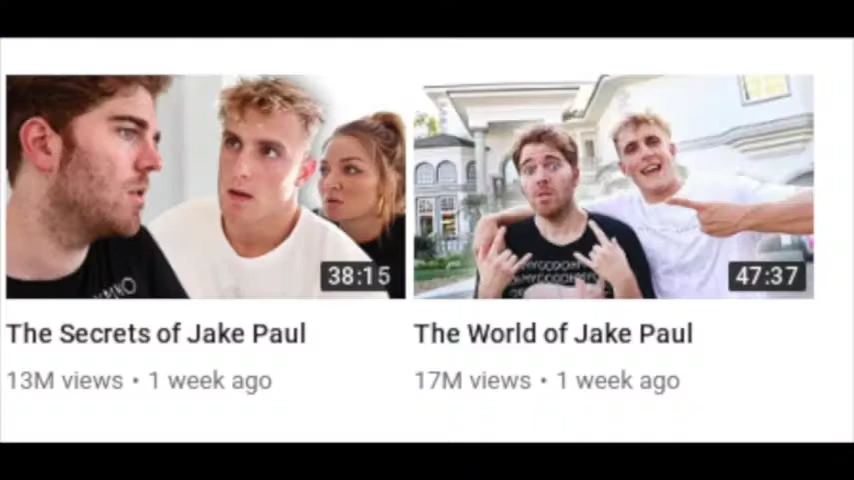 38:15
47:37
The Secrets of Jake Paul
The World of Jake Paul
13M views • 1 week ago
17M views • 1 week ago